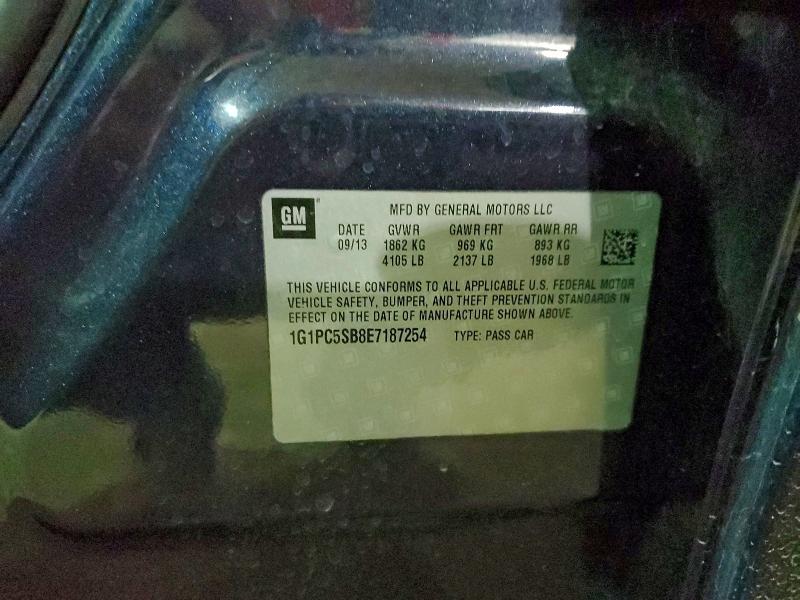 GM
MFD BY GENERAL MOTORS LLC
DATE GVWR GAWR FRT GAWR RR
09/13 1862 KG 969 KG 893 KG
4105 LB 2137 LB 1968 LB
THIS VEHICLE CONFORMS TO ALL APPLICABLE U.S. FEDERAL MOTOR
VEHICLE SAFETY, BUMPER, AND THEFT PREVENTION STANDARDS IN
EFFECT ON THE DATE OF MANUFACTURE SHOWN ABOVE.
1G1PC5SB8E7187254 TYPE: PASS CAR